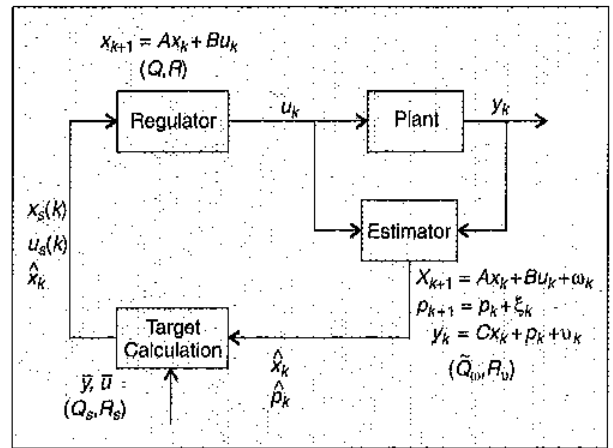 x_{k+1} = Ax_k + Bu_k
(Q,R)
Regulator
u_k
Plant
y_k
x_s(k)
u_s(k)
x̂_k
Estimator
X_{k+1} = Ax_k + Bu_k + ω_k
p_{k+1} = p_k + ξ_k
y_k = Cx_k + p_k + υ_k
(Q̃_ω, R_υ)
Target
Calculation
x̂_k
p̂_k
ȳ, ū
(Q_s, R_s)